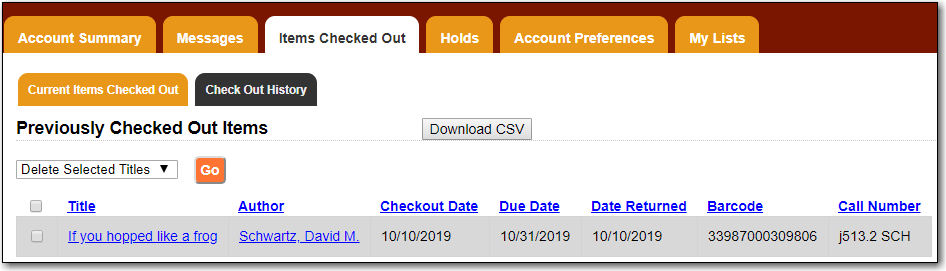 Account Summary Messages Items Checked Out Holds Account Preferences My Lists
Current Items Checked Out Check Out History
Previously Checked Out Items Download CSV
Delete Selected Titles ▼ Go
Title Author Checkout Date Due Date Date Returned Barcode Call Number
If you hopped like a frog Schwartz, David M. 10/10/2019 10/31/2019 10/10/2019 33987000309806 j513.2 SCH